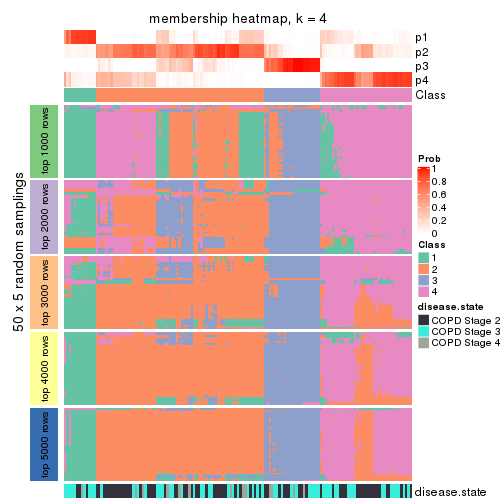 membership heatmap, k = 4
p1
p2
p3
p4
Class
50 x 5 random samplings
top 1000 rows
top 2000 rows
top 3000 rows
top 4000 rows
top 5000 rows
disease.state
Prob
1
0.8
0.6
0.4
0.2
0
Class
1
2
3
4
disease.state
COPD Stage 2
COPD Stage 3
COPD Stage 4